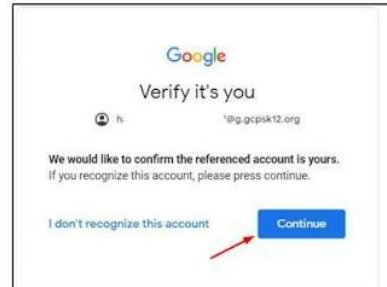 Google
Verify it's you
h. @g.gcpsk12.org
We would like to confirm the referenced account is yours.
If you recognize this account, please press continue.
I don't recognize this account
Continue